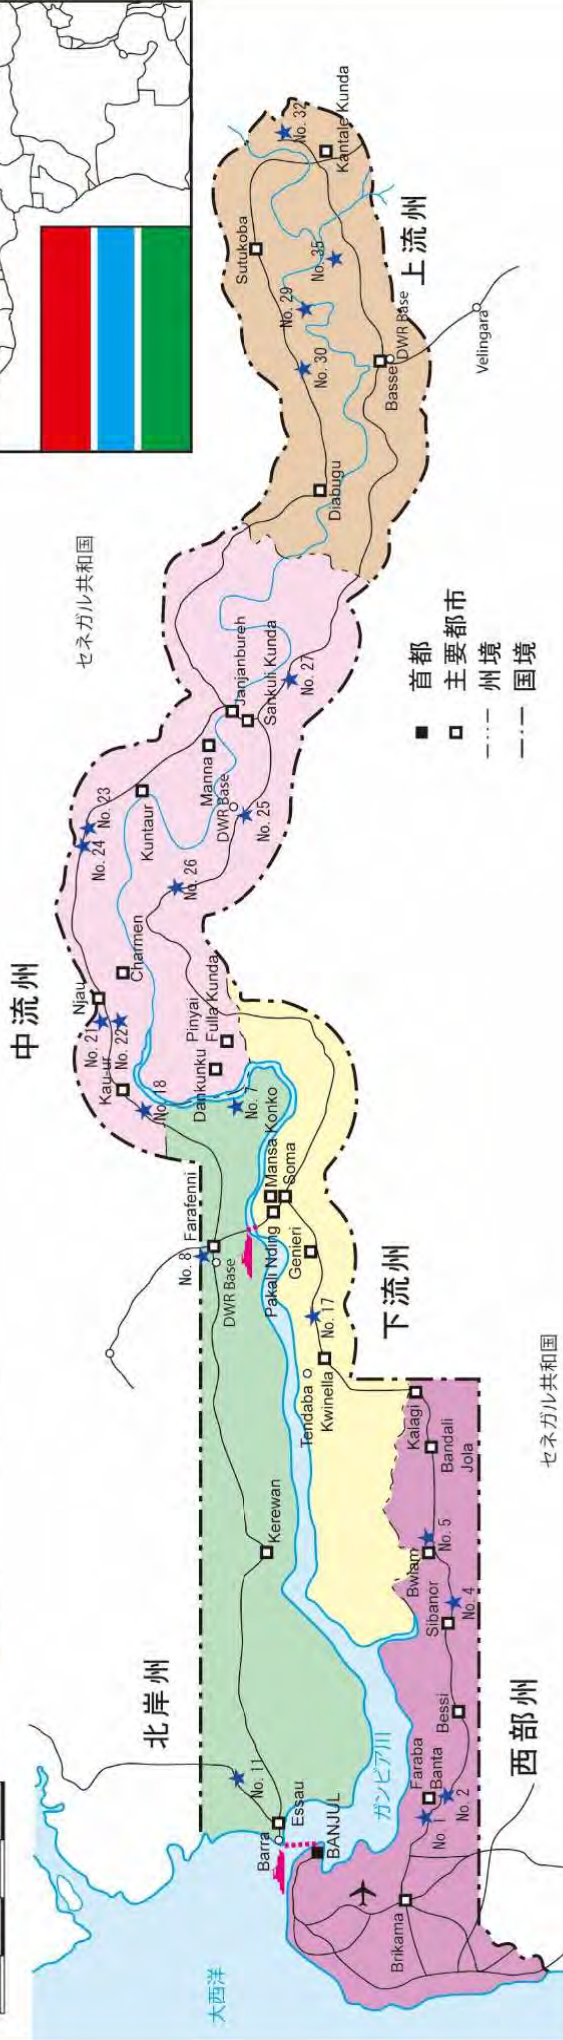 中流州
上流州
下流州
北岸州
西部州
セネガル共和国
セネガル共和国
大西洋
ガンビア川
No. 32
Kantale Kunda
Sutukoba
No. 35
No. 29
No. 30
Basse
DWR Base
Velingara
Diabugu
Janjanbureh
Sankuli Kunda
No. 27
Manna
DWR Base
No. 25
Kuntaur
No. 23
No. 24
No. 26
Charmen
Njau
No. 21
No. 22
Kau-ur
No. 18
Pinyai
Fulla Kunda
Dankunku
No. 7
Mansa Konko
Soma
Pakali Nding
Genieri
Farafenni
No. 8
DWR Base
No. 17
Tendaba
Kwinella
Kalagi
Bandali
Jola
Kerewan
Bwiam
No. 5
Sibanor
No. 4
Bessi
Faraba
Banta
No. 1
No. 2
No. 11
Essau
Barra
BANJUL
Brikama
首都
主要都市
州境
国境